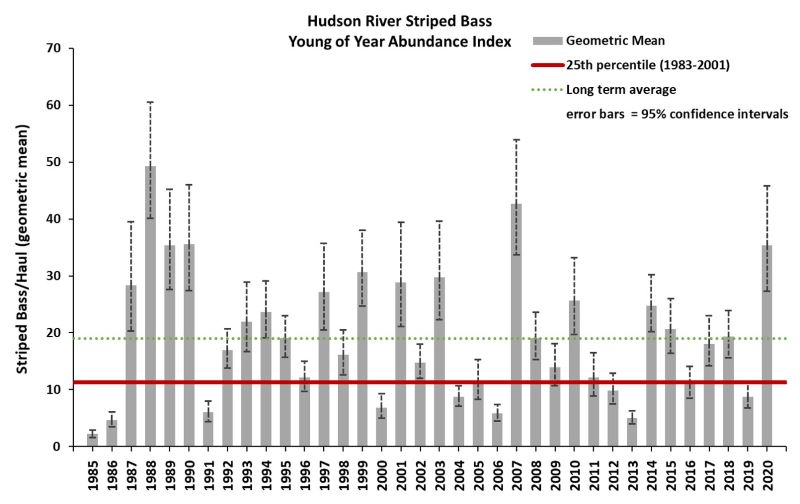 Hudson River Striped Bass
Young of Year Abundance Index
Geometric Mean
25th percentile (1983-2001)
Long term average
error bars = 95% confidence intervals
Striped Bass/Haul (geometric mean)
70
60
50
40
30
20
10
0
1985 1986 1987 1988 1989 1990 1991 1992 1993 1994 1995 1996 1997 1998 1999 2000 2001 2002 2003 2004 2005 2006 2007 2008 2009 2010 2011 2012 2013 2014 2015 2016 2017 2018 2019 2020